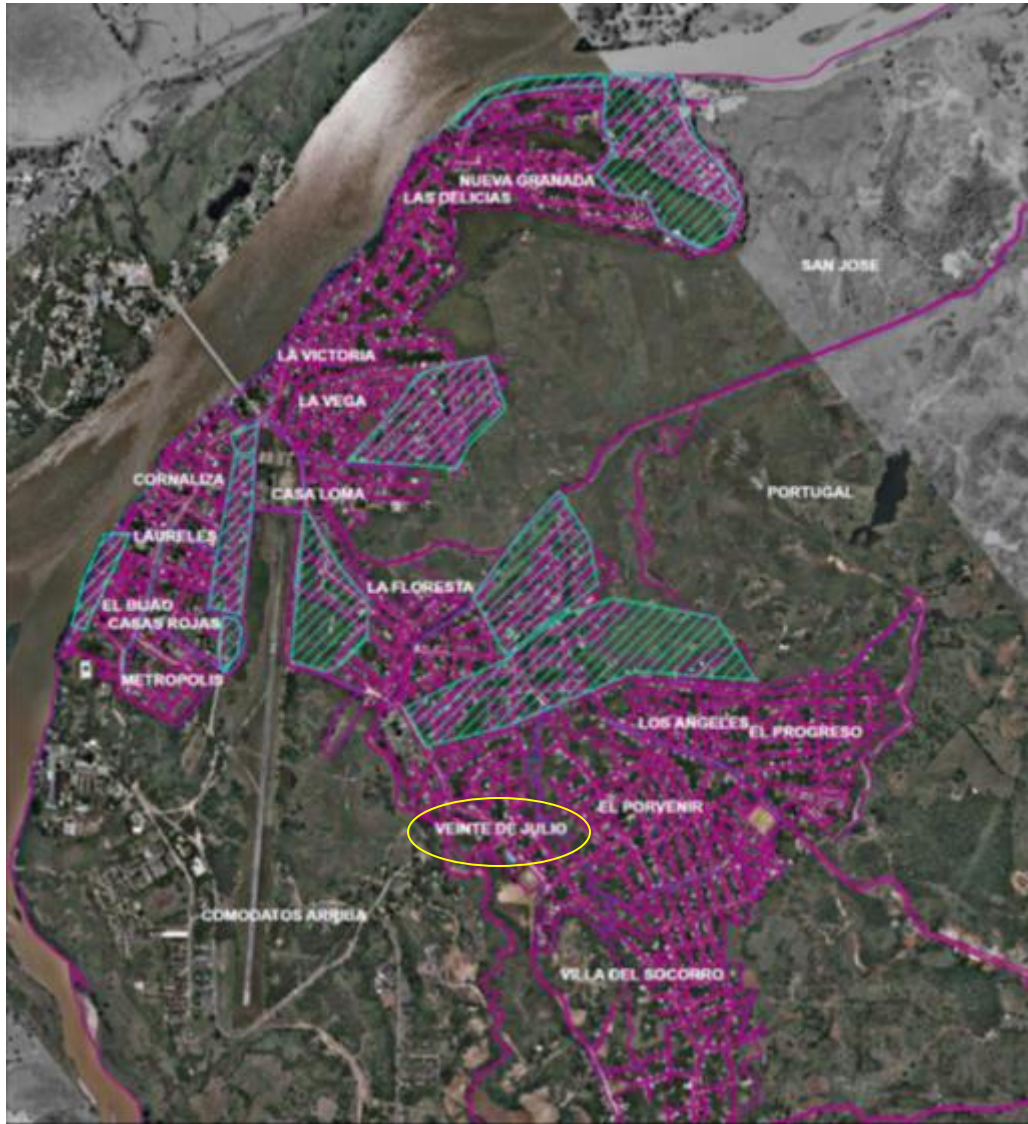 NUEVA GRANADA
LAS DELICIAS
SAN JOSE
LA VICTORIA
LA VEGA
CORNALIZA
CASA LOMA
PORTUGAL
LAURELES
LA FLORESTA
EL BIJAO
CASAS ROJAS
METROPOLIS
LOS ANGELES
EL PROGRESO
EL PORVENIR
VEINTE DE JULIO
COMODATOS ARRIBA
VILLA DEL SOCORRO